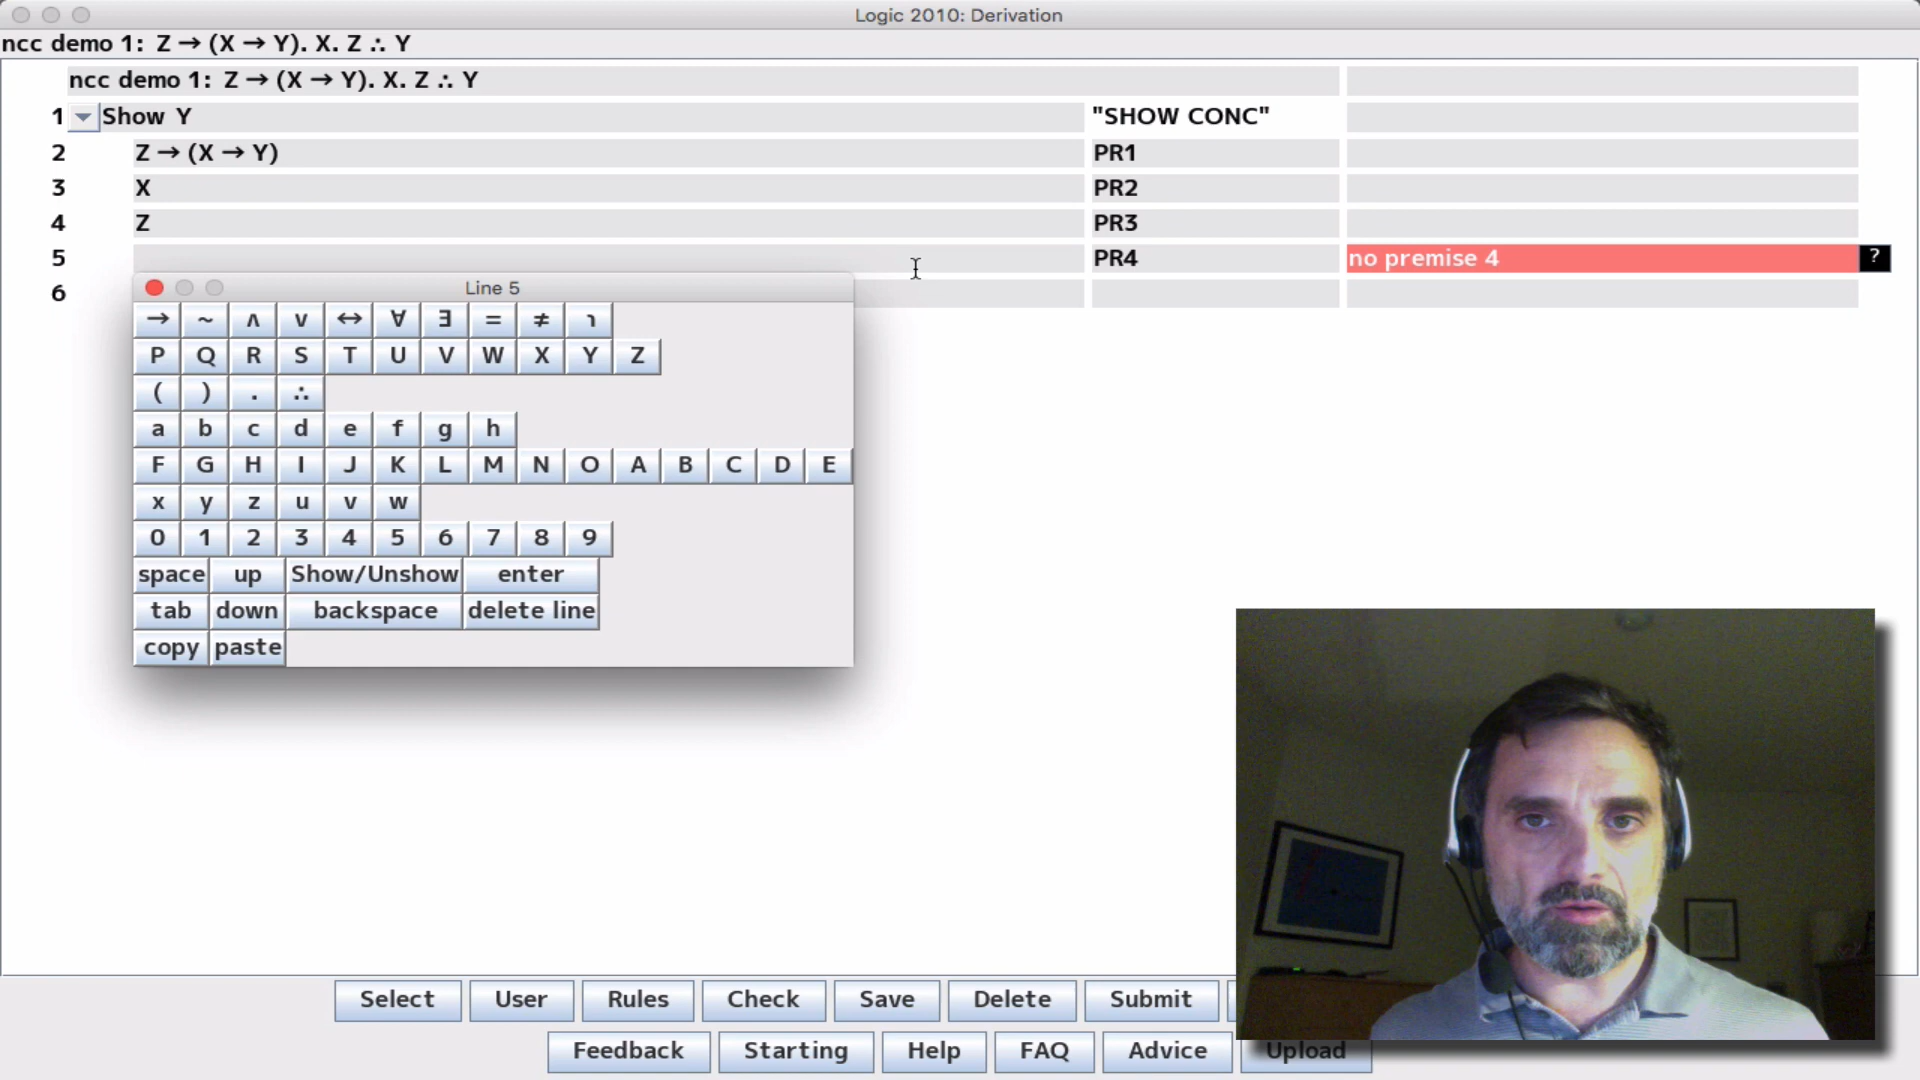 Logic 2010: Derivation
ncc demo 1: Z → (X → Y). X. Z ∴ Y
ncc demo 1: Z → (X → Y). X. Z ∴ Y
1 Show Y "SHOW CONC"
2 Z → (X → Y) PR1
3 X PR2
4 Z PR3
5 PR4 no premise 4 ?
6
Line 5
→ ~ ∧ ∨ ↔ ∀ ∃ = ≠ ℩
P Q R S T U V W X Y Z
( ) . ∴
a b c d e f g h
F G H I J K L M N O A B C D E
x y z u v w
0 1 2 3 4 5 6 7 8 9
space up Show/Unshow enter
tab down backspace delete line
copy paste
Select User Rules Check Save Delete Submit
Feedback Starting Help FAQ Advice Upload